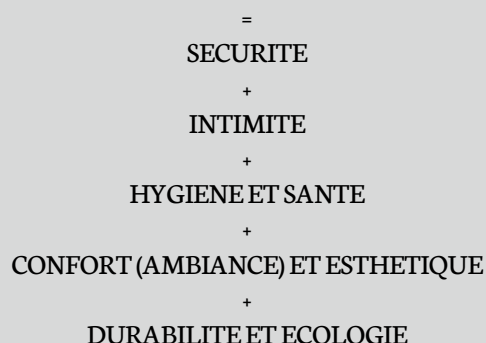 =
SECURITE
+
INTIMITE
+
HYGIENE ET SANTE
+
CONFORT (AMBIANCE) ET ESTHETIQUE
+
DURABILITE ET ECOLOGIE